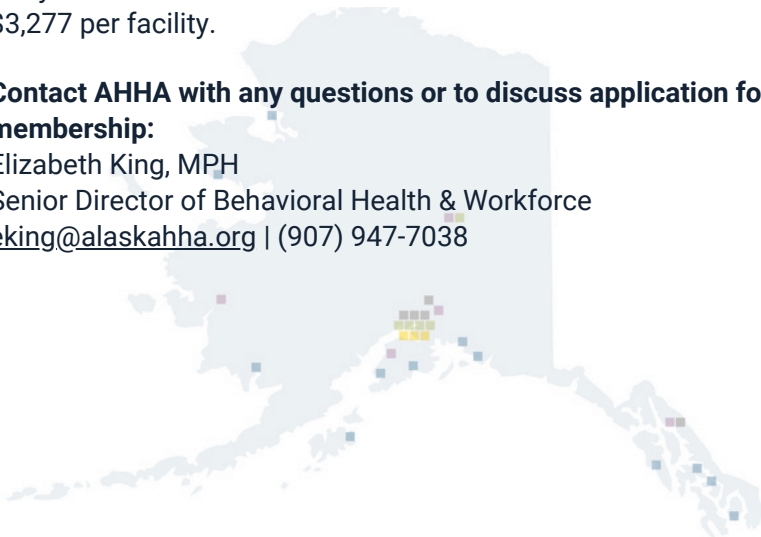 $3,277 per facility.
Contact AHHA with any questions or to discuss application fo
membership:
Elizabeth King, MPH
Senior Director of Behavioral Health & Workforce
eking@alaskahha.org | (907) 947-7038